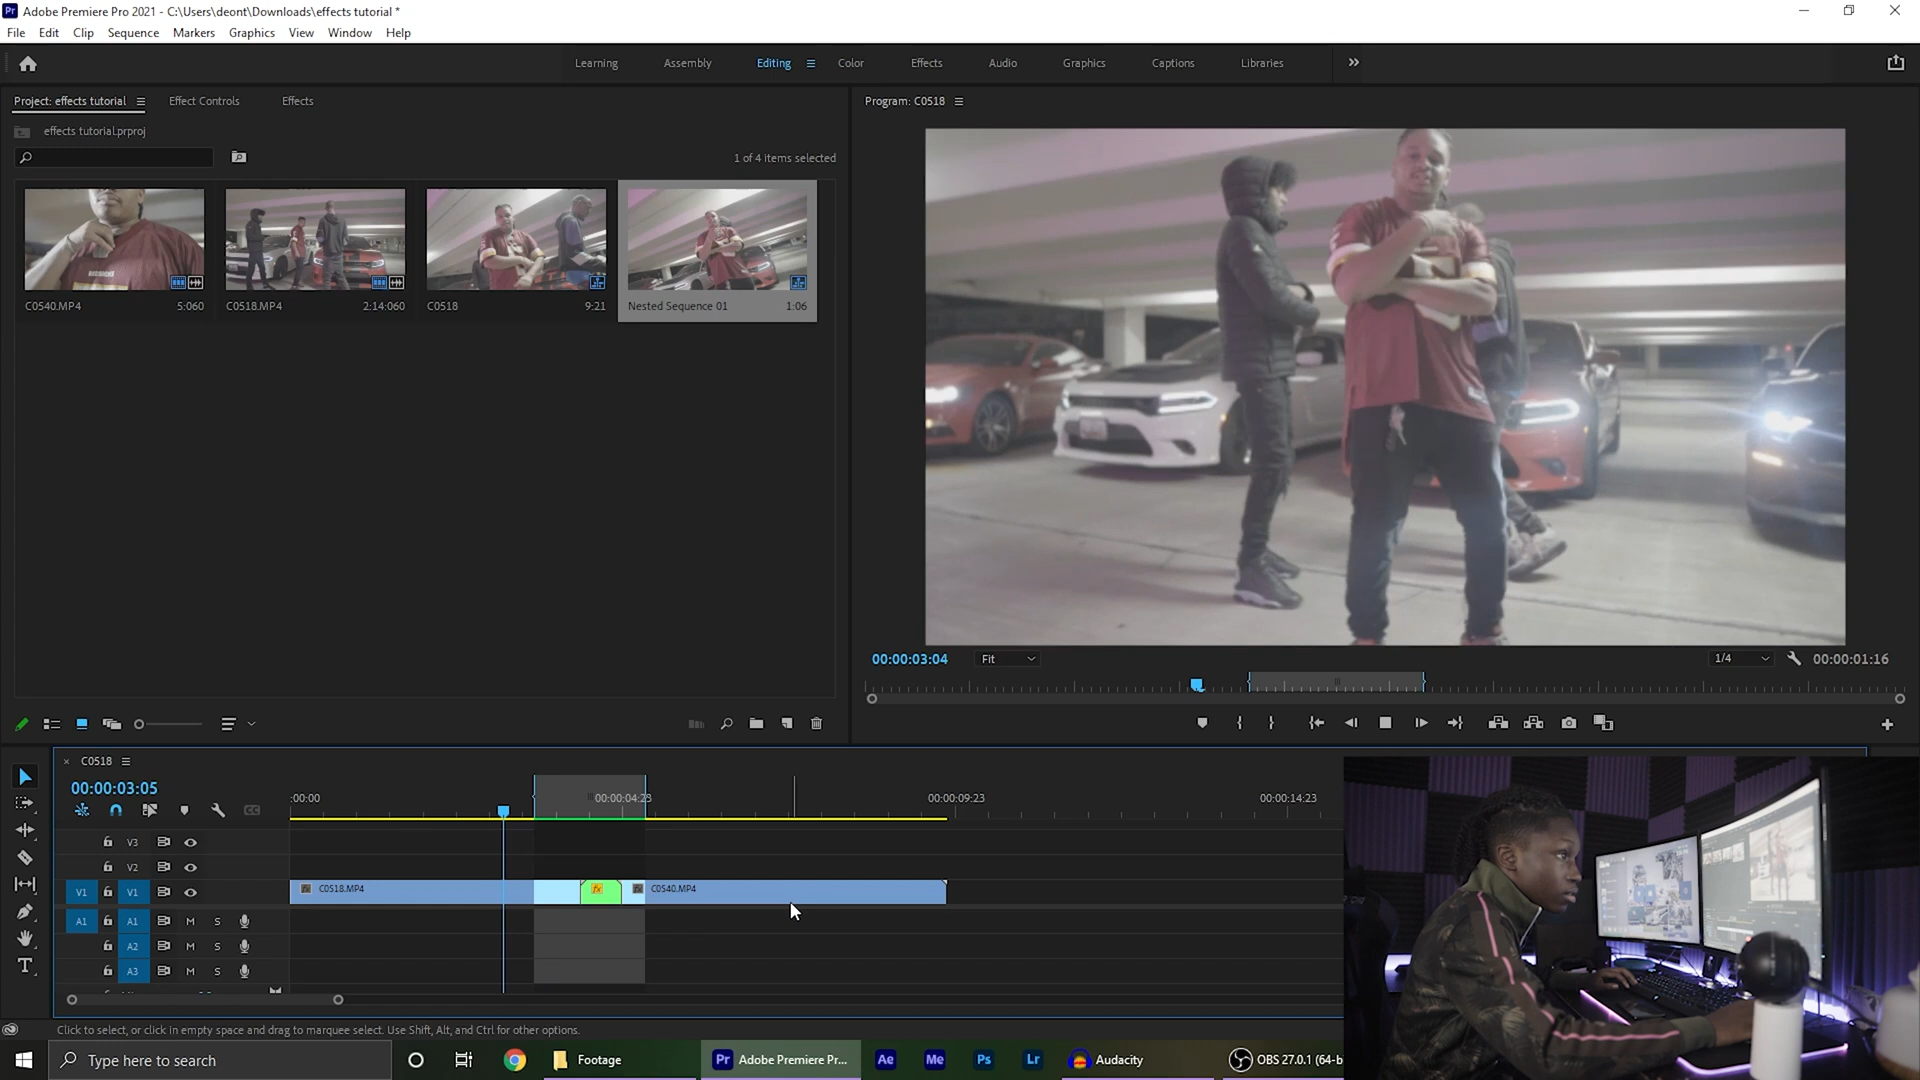 Pr Adobe Premiere Pro 2021 - C:\Users\deont\Downloads\effects tutorial *
File Edit Clip Sequence Markers Graphics View Window Help
Learning Assembly Editing Color Effects Audio Graphics Captions Libraries
Project: effects tutorial Effect Controls Effects
Program: C0518
effects tutorial.prproj
1 of 4 items selected
C0540.MP4 5:060 C0518.MP4 2:14:060 C0518 9:21 Nested Sequence 01 1:06
00:00:03:04 Fit 1/4 00:00:01:16
C0518
00:00:03:05
:00:00 00:00:04:23 00:00:09:23 00:00:14:23
V3
V2
V1 V1 fx C0518.MP4 fx fx C0540.MP4
A1 A1 M S
A2 M S
A3 M S
Click to select, or click in empty space and drag to marquee select. Use Shift, Alt, and Ctrl for other options.
Type here to search Footage Pr Adobe Premiere Pr... Ae Me Ps Lr Audacity OBS 27.0.1 (64-b